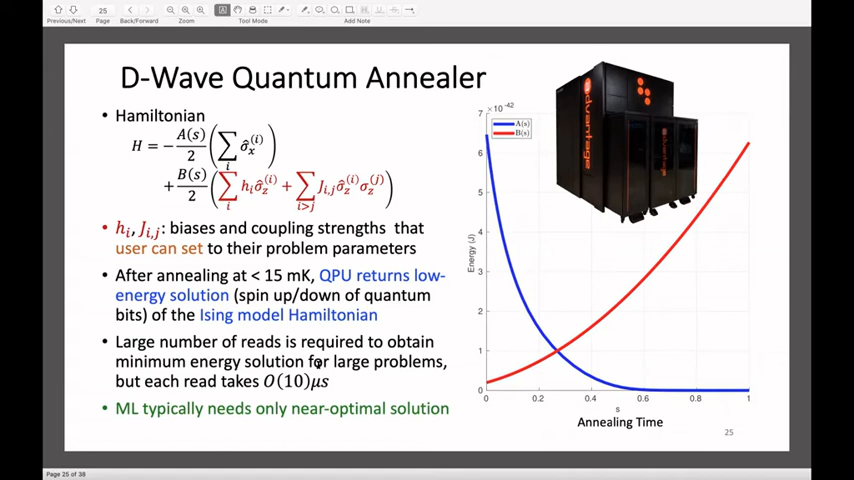 Previous/Next
25
Page
Back/Forward
Zoom
Tool Mode
Add Note
D-Wave Quantum Annealer
• Hamiltonian
H = −A(s)/2 (∑_i σ̂_x^(i))
+ B(s)/2 (∑_i h_i σ̂_z^(i) + ∑_{i>j} J_{i,j} σ̂_z^(i) σ_z^(j))
• h_i, J_{i,j}: biases and coupling strengths that
user can set to their problem parameters
• After annealing at < 15 mK, QPU returns low-
energy solution (spin up/down of quantum
bits) of the Ising model Hamiltonian
• Large number of reads is required to obtain
minimum energy solution for large problems,
but each read takes O(10)μs
• ML typically needs only near-optimal solution
advantage
×10^-42
A(s)
B(s)
7
6
5
4
3
2
1
0
Energy (J)
0
0.2
0.4
0.6
0.8
1
s
Annealing Time
25
Page 25 of 38